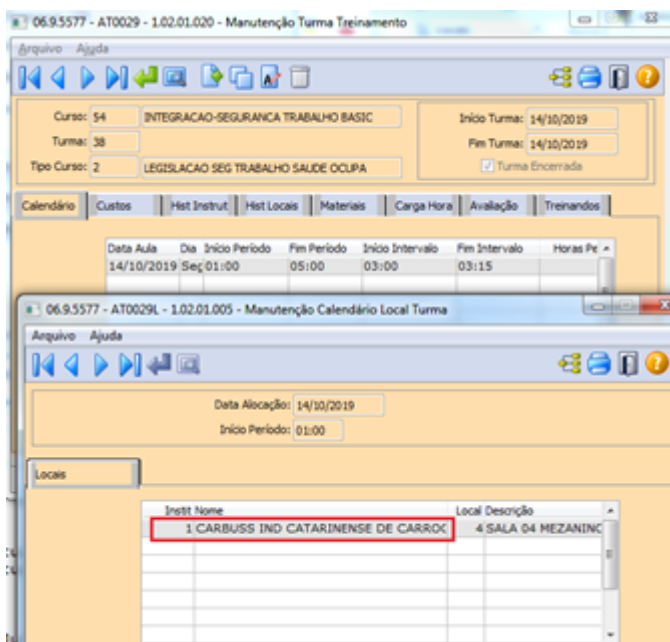 06.9.5577 - AT0029 - 1.02.01.020 - Manutenção Turma Treinamento
Arquivo Ajuda
Curso: 54 INTEGRACAO-SEGURANCA TRABALHO BASIC Início Turma: 14/10/2019
Turma: 38 Fim Turma: 14/10/2019
Tipo Curso: 2 LEGISLACAO SEG TRABALHO SAUDE OCUPA Turma Encerrada
Calendário Custos Hist Instrut Hist Locais Materiais Carga Hora Avaliação Treinandos
Data Aula Dia Início Período Fim Período Início Intervalo Fim Intervalo Horas Pe
14/10/2019 Seg 01:00 05:00 03:00 03:15
06.9.5577 - AT0029L - 1.02.01.005 - Manutenção Calendário Local Turma
Arquivo Ajuda
Data Alocação: 14/10/2019
Início Período: 01:00
Locais
Instit Nome Local Descrição
1 CARBUSS IND CATARINENSE DE CARROC 4 SALA 04 MEZANINO